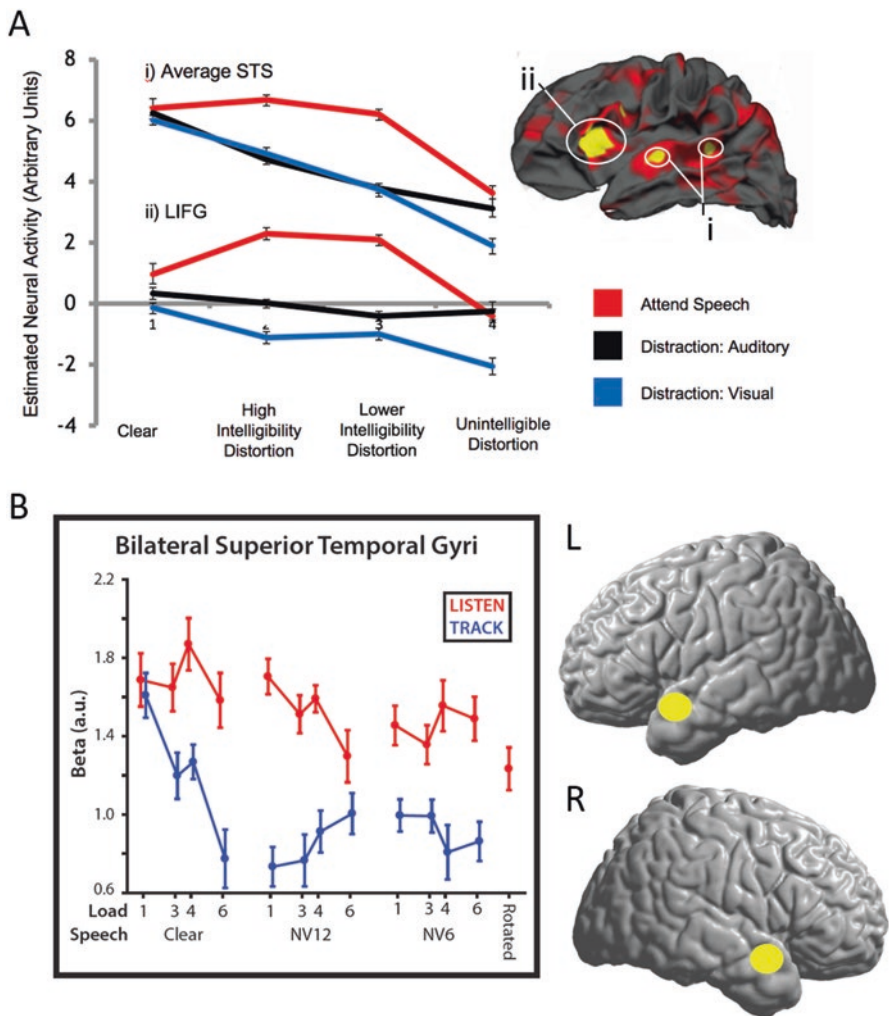 A
Estimated Neural Activity (Arbitrary Units)
8
6
4
2
0
-2
-4
i) Average STS
ii) LIFG
1
2
3
4
Clear
High
Intelligibility
Distortion
Lower
Intelligibility
Distortion
Unintelligible
Distortion
ii
i
Attend Speech
Distraction: Auditory
Distraction: Visual
B
Bilateral Superior Temporal Gyri
LISTEN
TRACK
Beta (a.u.)
2.2
1.8
1.4
1.0
0.6
Load 1 3 4 6 1 3 4 6 1 3 4 6 Rotated
Speech Clear NV12 NV6
L
R